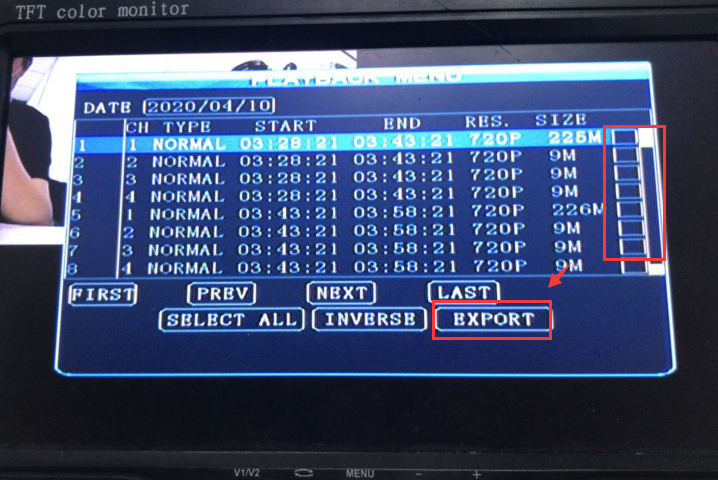 TFT color monitor
PLAYBACK MENU
DATE 2020/04/10
CH TYPE START END RES. SIZE
1 1 NORMAL 03:28:21 03:43:21 720P 225M
2 2 NORMAL 03:28:21 03:43:21 720P 9M
3 3 NORMAL 03:28:21 03:43:21 720P 9M
4 4 NORMAL 03:28:21 03:43:21 720P 9M
5 1 NORMAL 03:43:21 03:58:21 720P 226M
6 2 NORMAL 03:43:21 03:58:21 720P 9M
7 3 NORMAL 03:43:21 03:58:21 720P 9M
8 4 NORMAL 03:43:21 03:58:21 720P 9M
FIRST PREV NEXT LAST
SELECT ALL INVERSE EXPORT
V1/V2 MENU - +